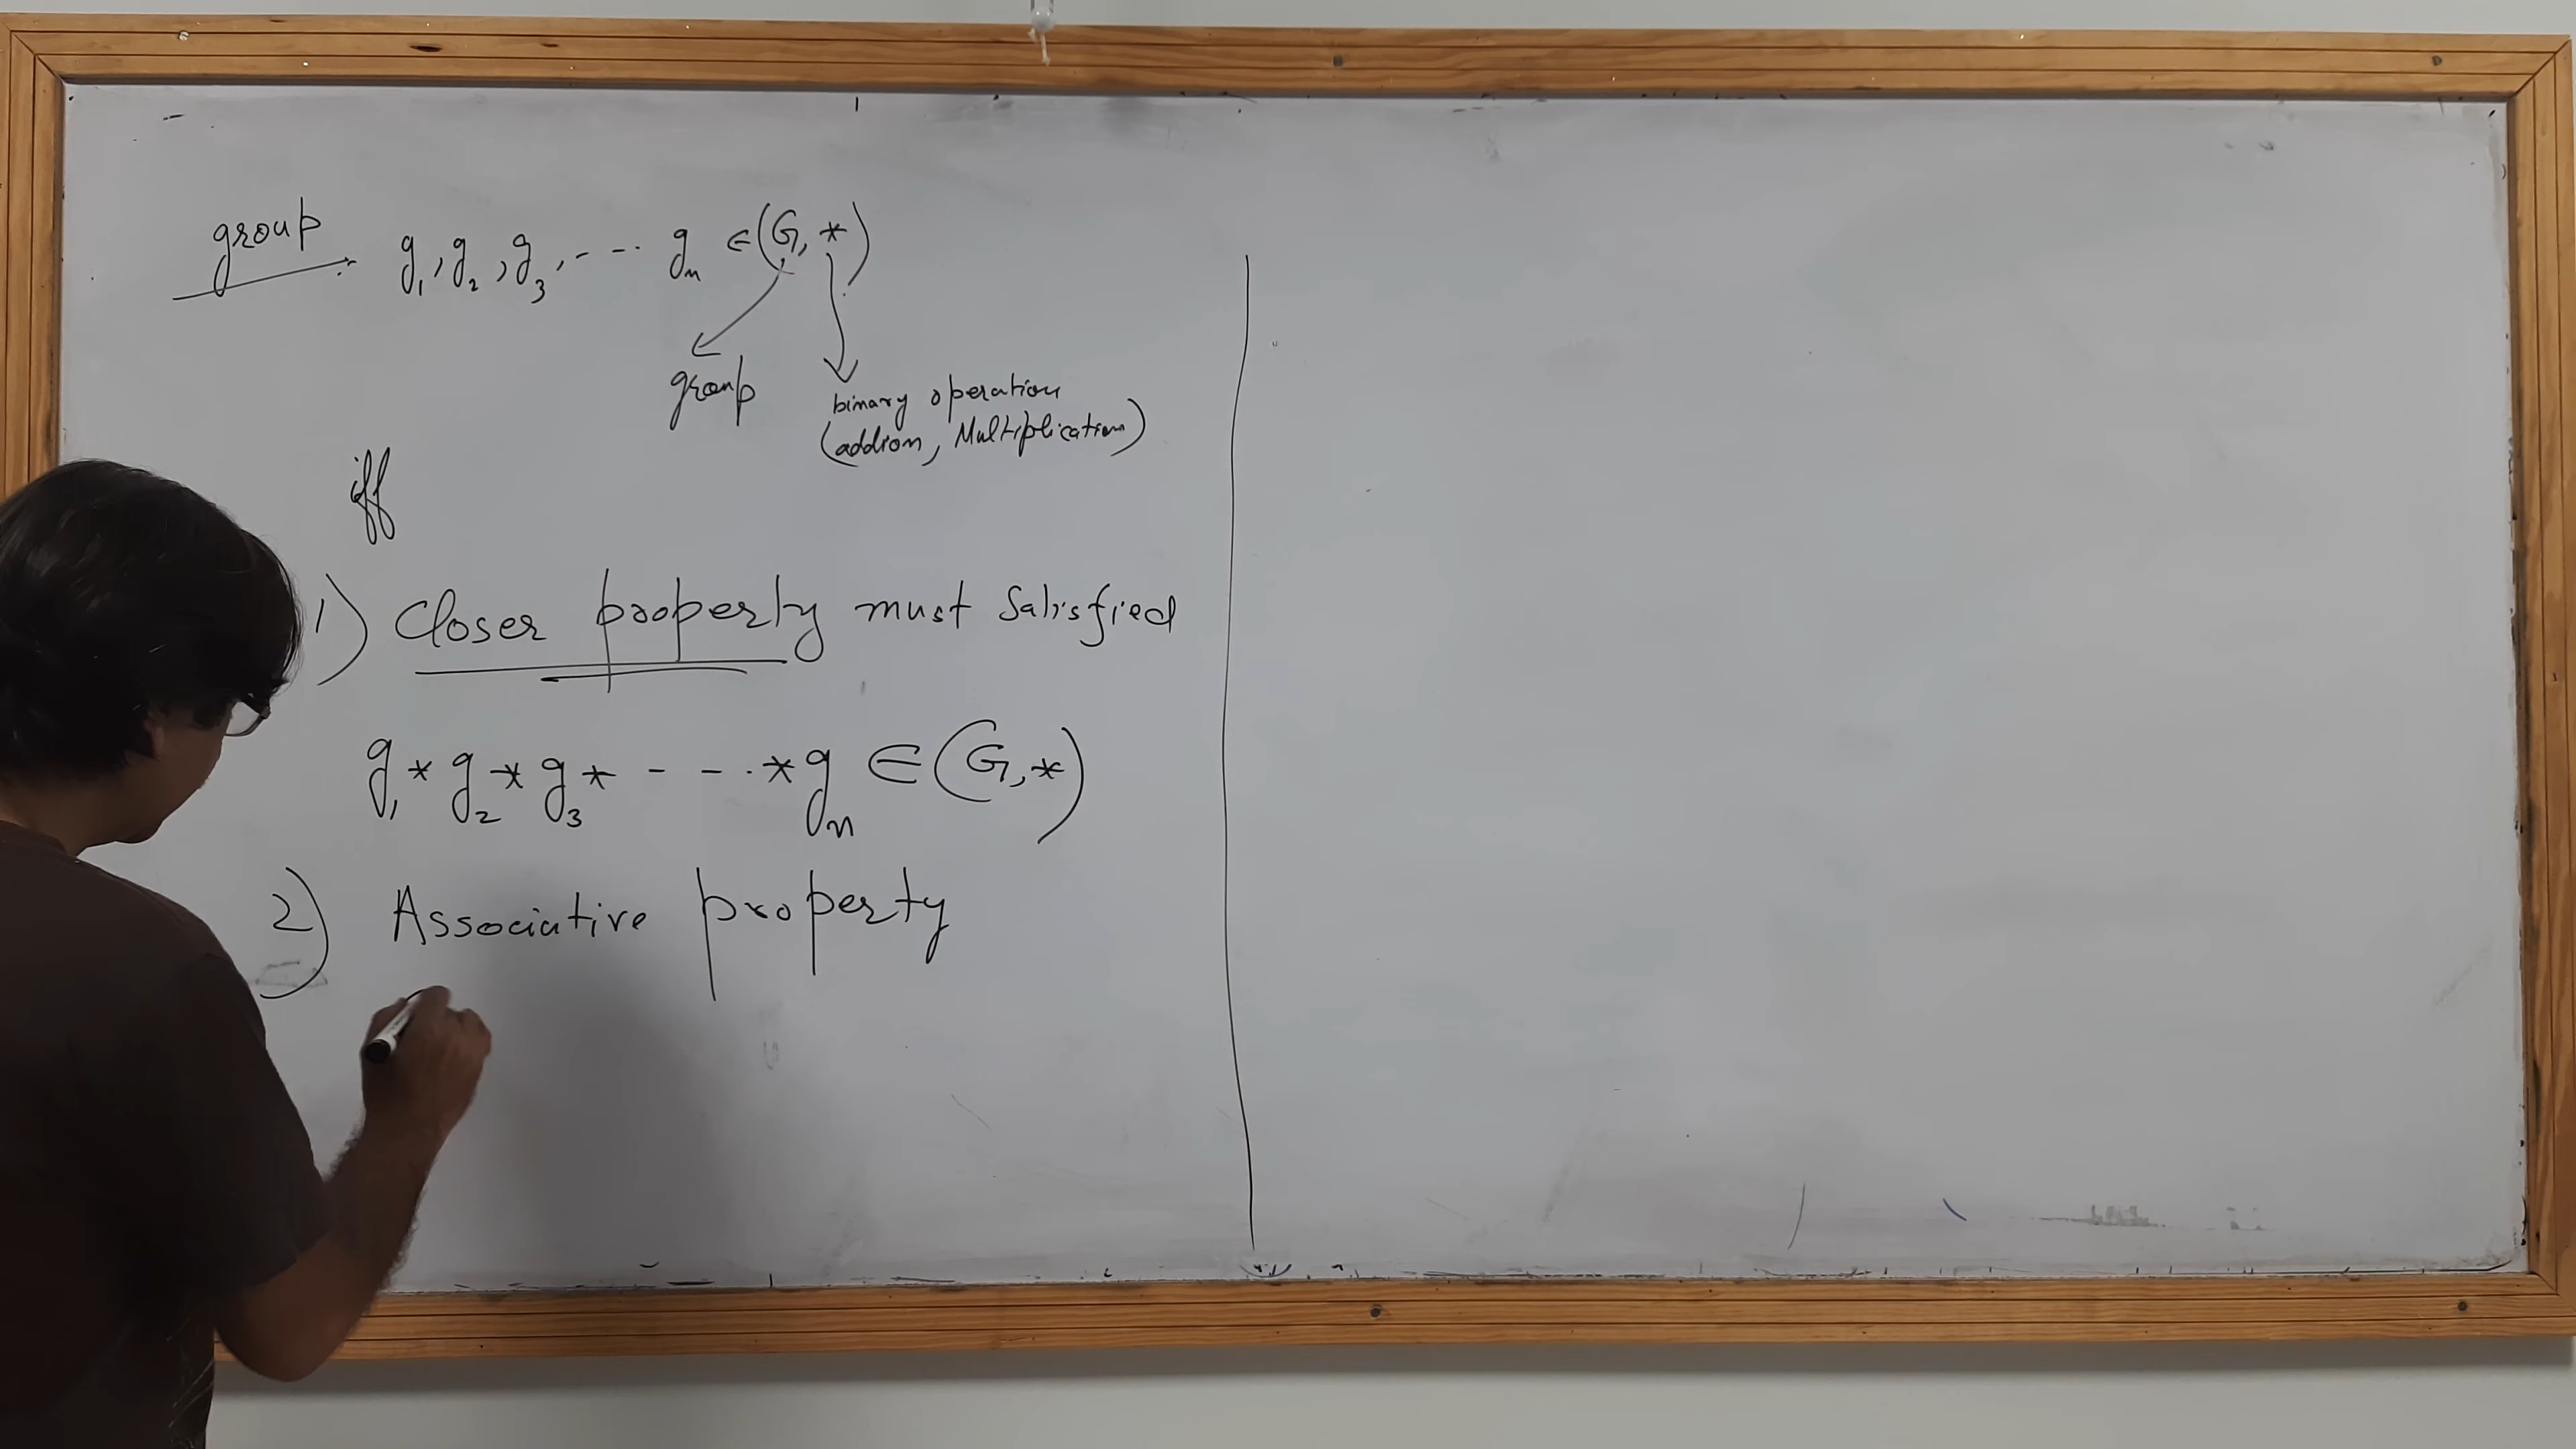 group : g₁, g₂, g₃, - - - - gₙ ∈ (G, *)
group
binary operation
(addion, Multiplication)
iff
1) Closer property must Satisfied
g₁ * g₂ * g₃ * - - - * gₙ ∈ (G, *)
2) Associative property